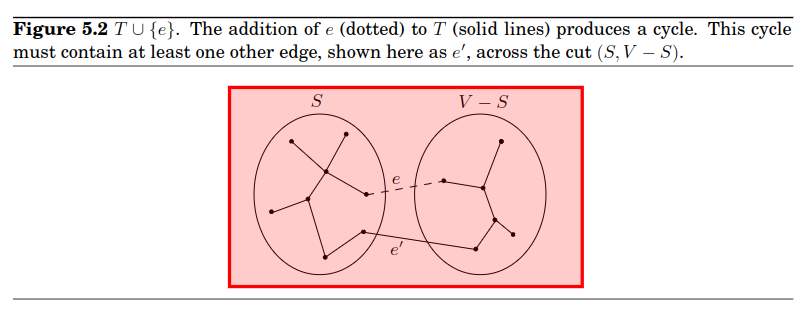 Figure 5.2 T ∪ {e}. The addition of e (dotted) to T (solid lines) produces a cycle. This cycle
must contain at least one other edge, shown here as e′, across the cut (S, V − S).
S
V − S
e
e′